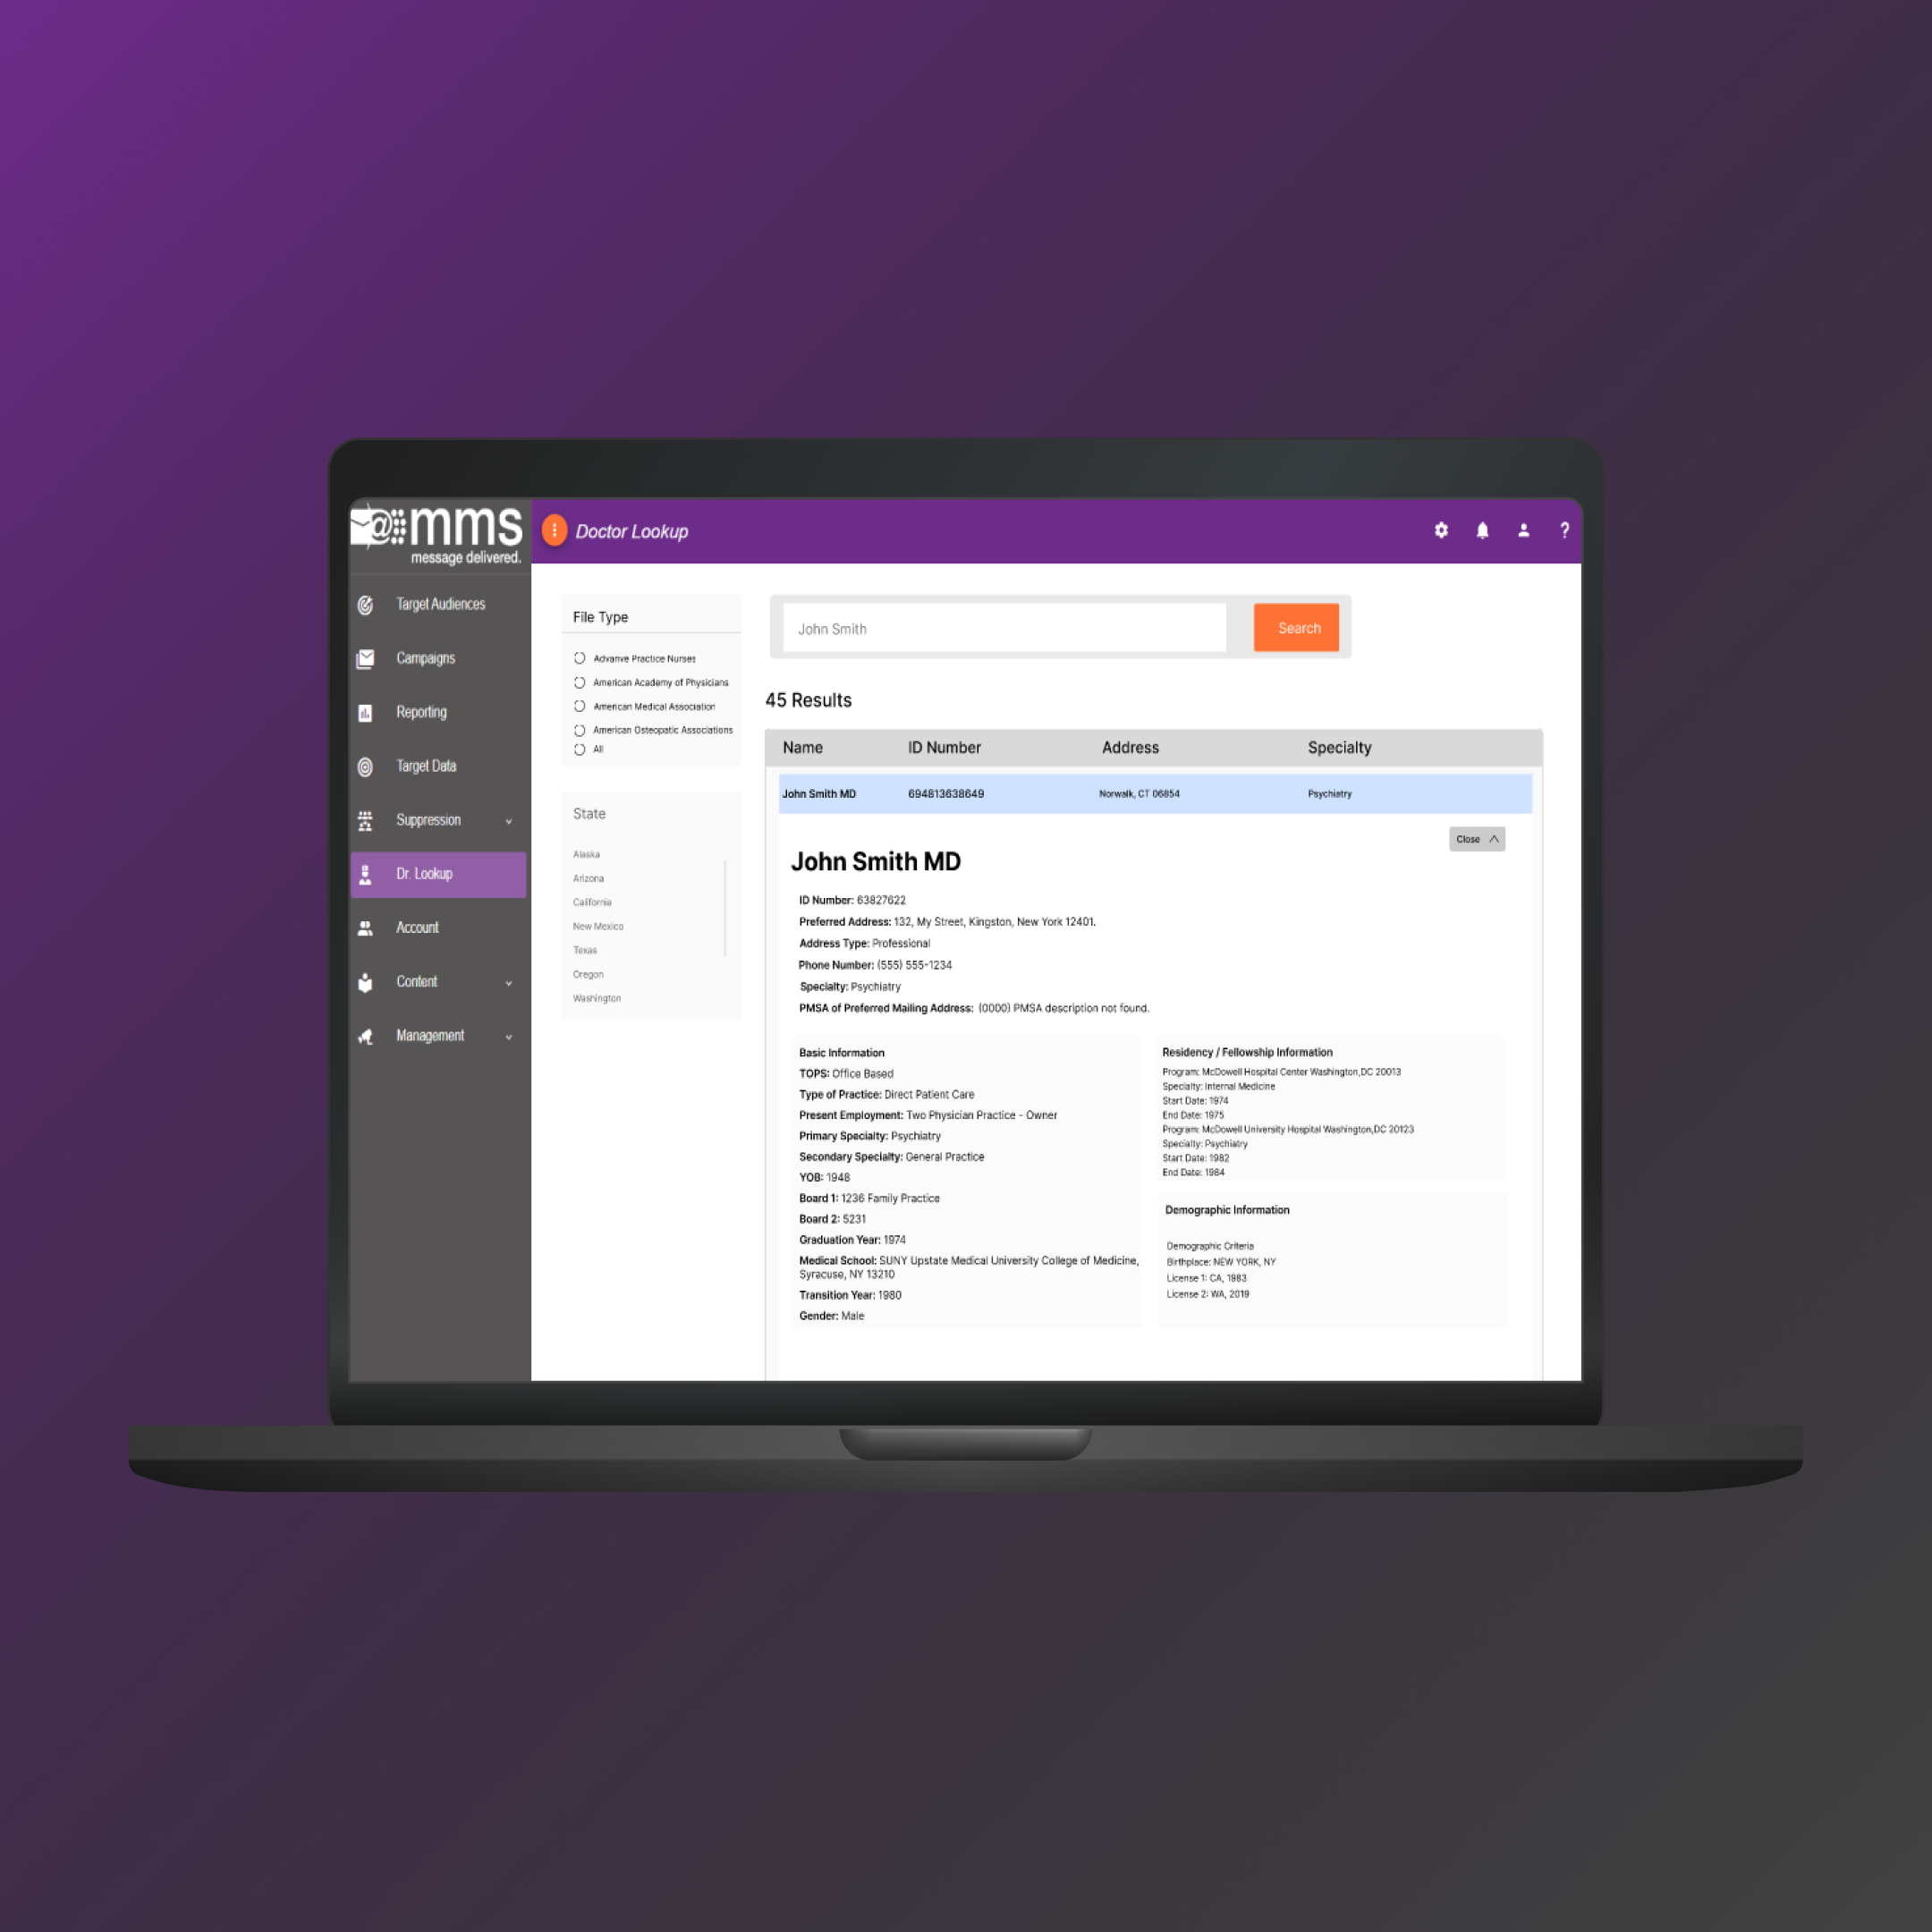 @mms
message delivered.
Target Audiences
Campaigns
Reporting
Target Data
Suppression
Dr. Lookup
Account
Content
Management
Doctor Lookup
?
File Type
Advanve Practice Nurses
American Academy of Physicians
American Medical Association
American Osteopatic Associations
All
State
Alaska
Arizona
California
New Mexico
Texas
Oregon
Washington
John Smith
Search
45 Results
Name ID Number Address Specialty
John Smith MD 694813638649 Norwalk, CT 06854 Psychiatry
Close
John Smith MD
ID Number: 63827622
Preferred Address: 132, My Street, Kingston, New York 12401.
Address Type: Professional
Phone Number: (555) 555-1234
Specialty: Psychiatry
PMSA of Preferred Mailing Address: (0000) PMSA description not found.
Basic Information
TOPS: Office Based
Type of Practice: Direct Patient Care
Present Employment: Two Physician Practice - Owner
Primary Specialty: Psychiatry
Secondary Specialty: General Practice
YOB: 1948
Board 1: 1236 Family Practice
Board 2: 5231
Graduation Year: 1974
Medical School: SUNY Upstate Medical University College of Medicine,
Syracuse, NY 13210
Transition Year: 1980
Gender: Male
Residency / Fellowship Information
Program: McDowell Hospital Center Washington,DC 20013
Specialty: Internal Medicine
Start Date: 1974
End Date: 1975
Program: McDowell University Hospital Washington,DC 20123
Specialty: Psychiatry
Start Date: 1982
End Date: 1984
Demographic Information
Demographic Criteria
Birthplace: NEW YORK, NY
License 1: CA, 1983
License 2: WA, 2019